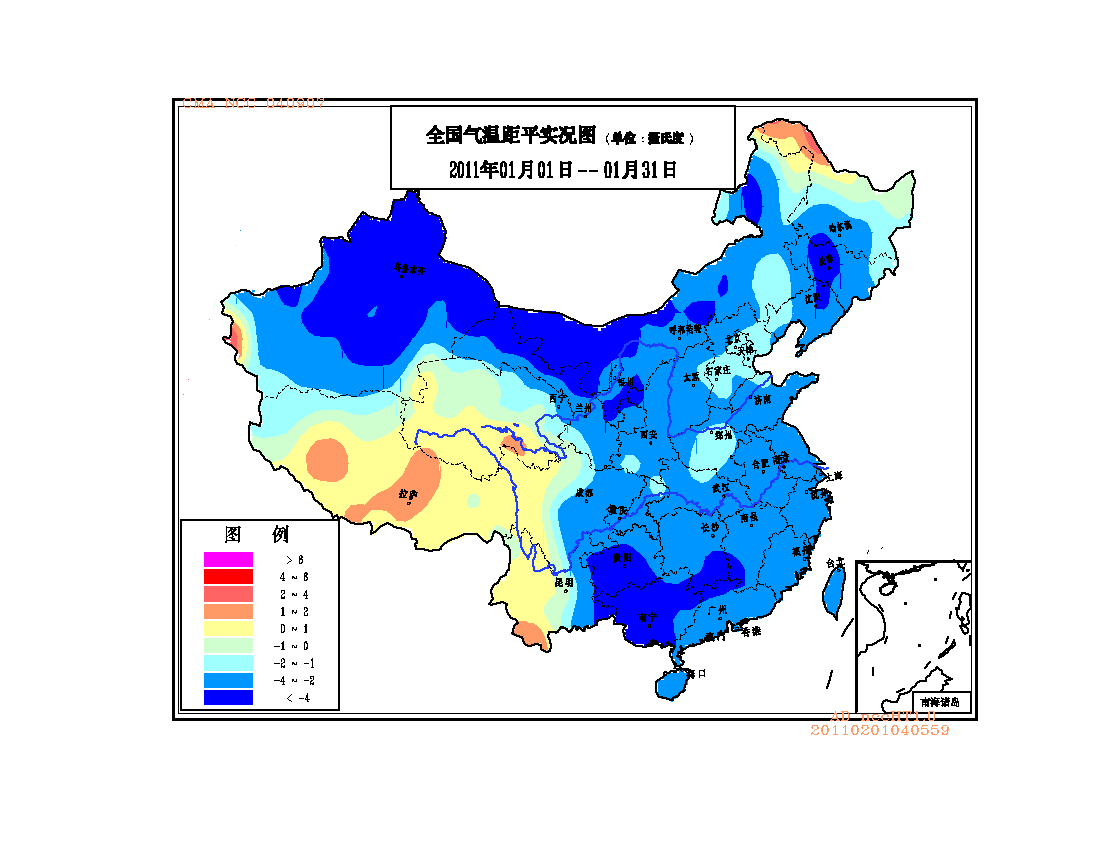 CMA NCC 040907
全国气温距平实况图 (单位:摄氏度)
2011年01月01日--01月31日
哈尔滨
长春
乌鲁木齐
沈阳
呼和浩特
北京
天津
石家庄
太原
银川
西宁
济南
兰州
西安
郑州
合肥
南京
上海
成都
武汉
杭州
拉萨
重庆
南昌
长沙
图 例
福州
贵阳
> 6
台北
4 ~ 6
昆明
2 ~ 4
1 ~ 2
广州
南宁
0 ~ 1
香港
澳门
-1 ~ 0
-2 ~ -1
海口
-4 ~ -2
< -4
南海诸岛
20110201040559